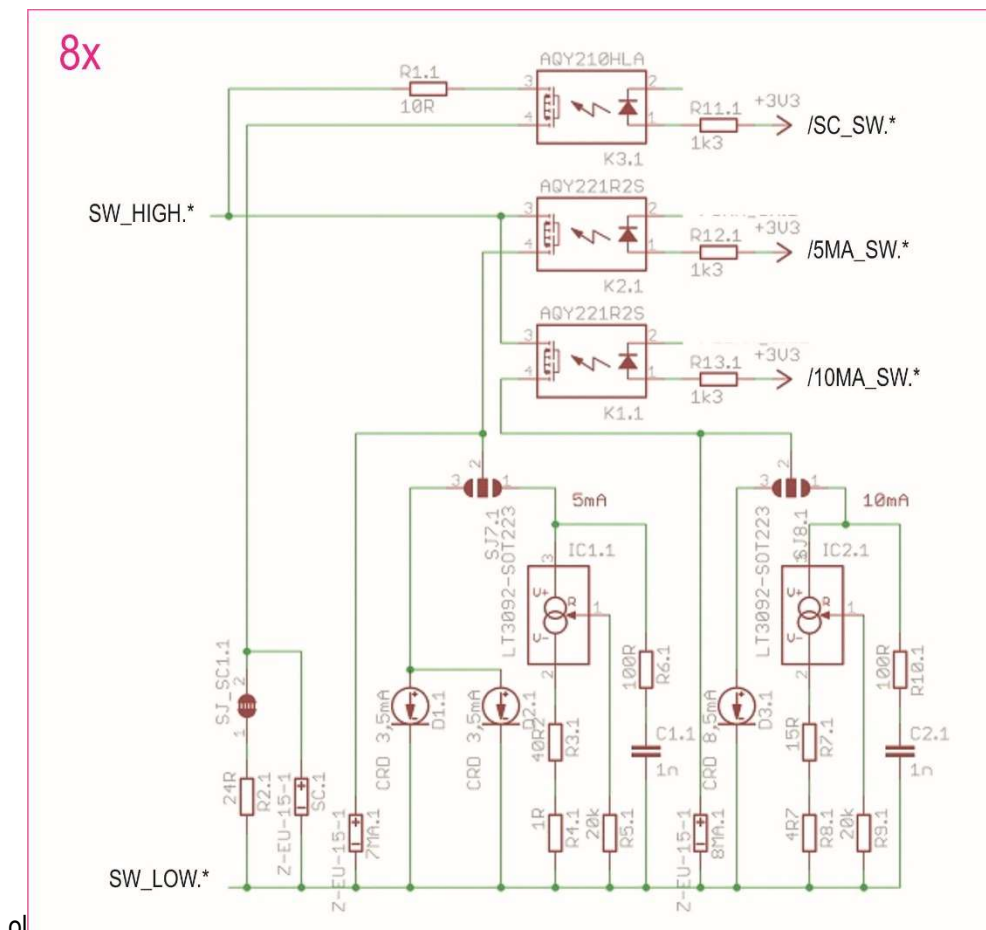 8x
AQY210HLA
R1.1
10R
3
4
2
1
K3.1
R11.1
1k3
+3V3
/SC_SW.*
SW_HIGH.*
AQY221R2S
3
4
2
1
K2.1
R12.1
1k3
+3V3
/5MA_SW.*
AQY221R2S
3
4
2
1
K1.1
R13.1
1k3
+3V3
/10MA_SW.*
3
2
1
SJ7.1
5mA
3
2
1
SJ8.1
10mA
LT3092-SOT223
IC1.1
3
V+
R
V-
1
2
LT3092-SOT223
IC2.1
3
V+
R
V-
1
2
SJ_SC1.1
2
1
24R
R2.1
Z-EU-15-1
SC.1
Z-EU-15-1
7MA.1
CRD 3,5mA
D1.1
CRD 3,5mA
D2.1
40R2
R3.1
1R
R4.1
20k
R5.1
100R
R6.1
C1.1
1n
Z-EU-15-1
8MA.1
CRD 8,5mA
D3.1
15R
R7.1
4R7
R8.1
20k
R9.1
100R
R10.1
C2.1
1n
SW_LOW.*